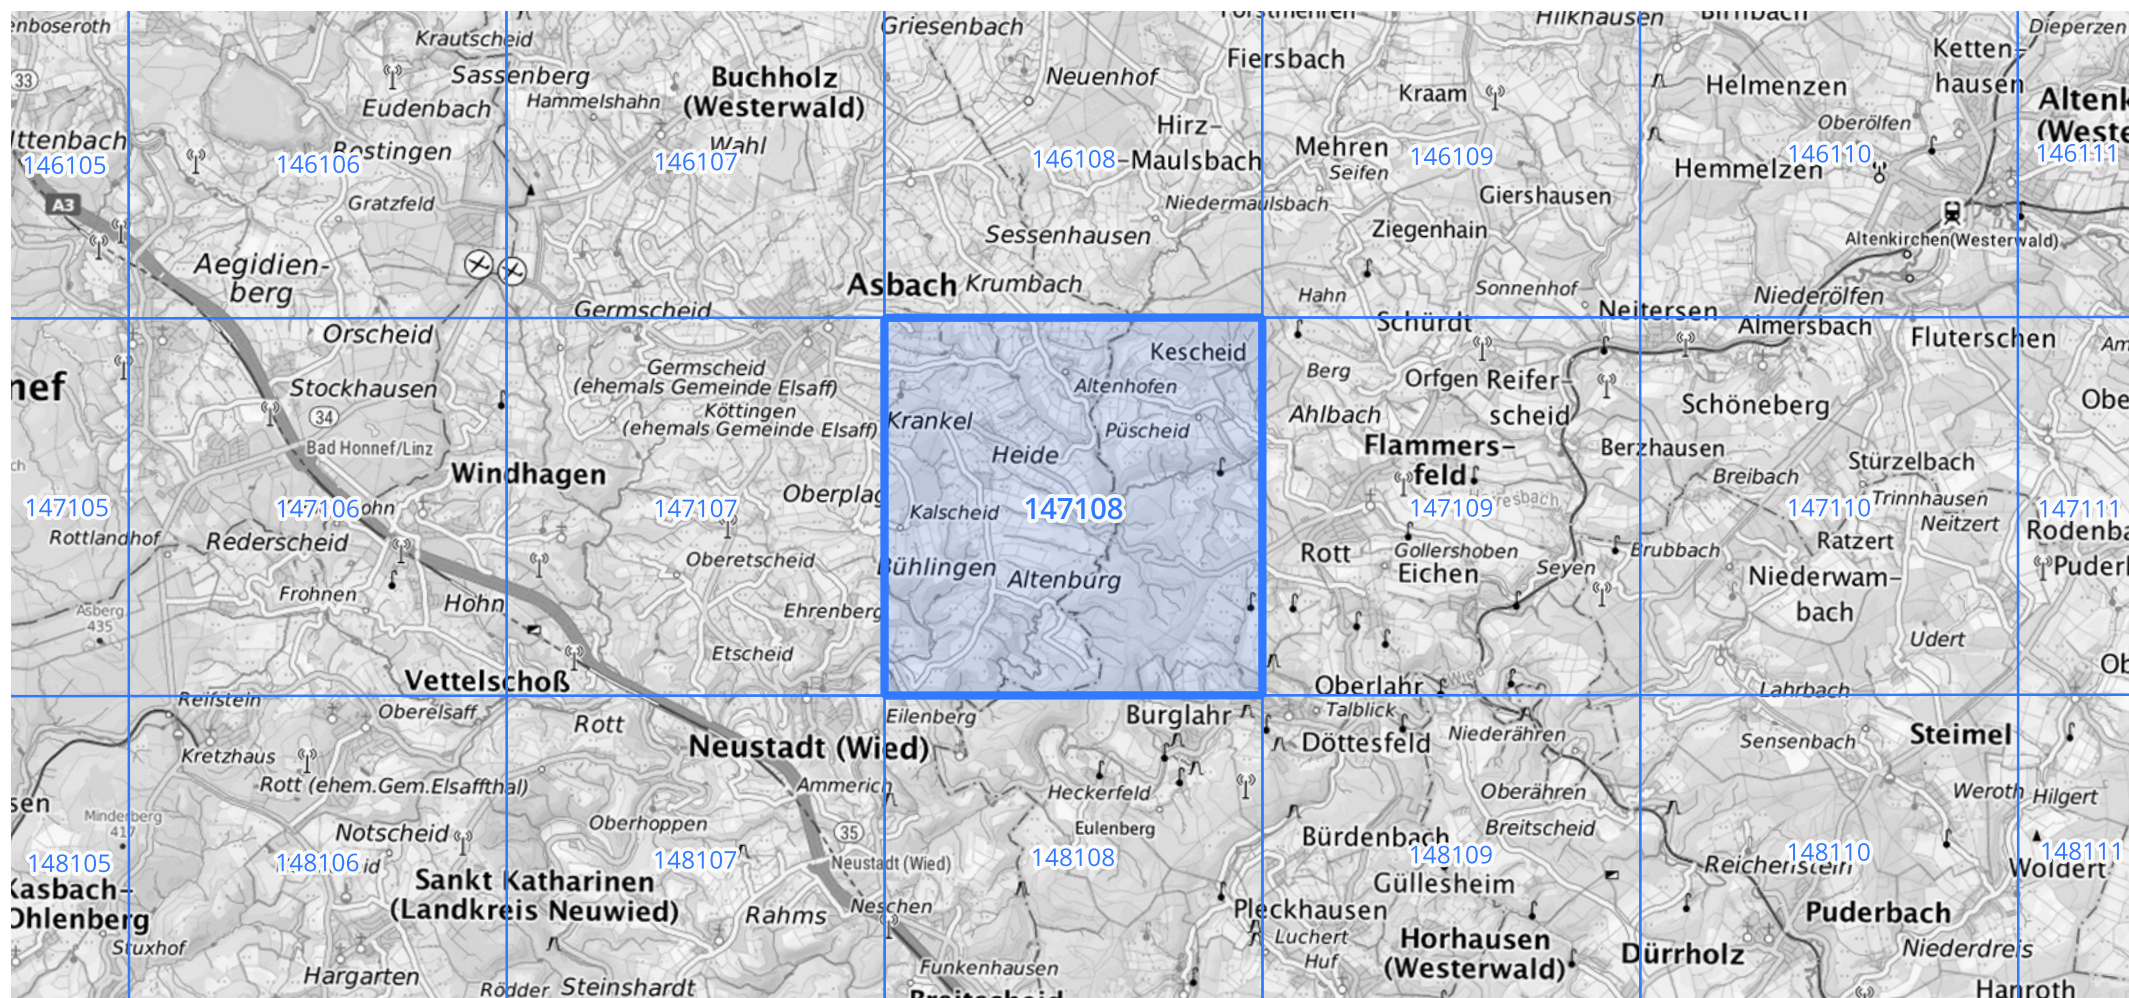 Griesenbach
Hilkhausen
Dieperzen
enboseroth
Krautscheid
Sassenberg
Buchholz
(Westerwald)
Neuenhof
Fiersbach
Ketten-
hausen
33
Eudenbach
Hammelshahn
Kraam
Helmenzen
Ittenbach
Rostingen
Wahl
Hirz-
-Maulsbach
Mehren
Seifen
Oberölfen
Hemmelzen
146105
146106
146107
146108
146109
146110
146111
A3
Gratzfeld
Niedermaulsbach
Giershausen
Sessenhausen
Ziegenhain
Altenkirchen(Westerwald)
Aegidien-
berg
Asbach
Krumbach
Hahn
Sonnenhof
Niederölfen
Germscheid
Neitersen
Orscheid
Schürdt
Almersbach
Fluterschen
Kescheid
Germscheid
(ehemals Gemeinde Elsaff)
Altenhofen
Berg
Orfgen
Reifer-
scheid
Stockhausen
34
Köttingen
(ehemals Gemeinde Elsaff)
Krankel
Püscheid
Ahlbach
Schöneberg
Bad Honnef/Linz
Heide
Flammers-
feld
Berzhausen
Windhagen
Oberplag
Breibach
Stürzelbach
Trinnhausen
147105
147106
147107
147108
147109
147110
147111
Kalscheid
Neitzert
Rottlandhof
Rederscheid
Oberetscheid
Rott
Gollershoben
Eichen
Brubbach
Ratzert
Bühlingen
Altenburg
Seyen
Niederwam-
bach
Frohnen
Hohn
Ehrenberg
Asberg
435
Etscheid
Udert
Vettelschoß
Oberlahr
Wied
Lahrbach
Reifstein
Oberelsaff
Rott
Eilenberg
Burglahr
Talblick
Döttesfeld
Niederähren
Sensenbach
Steimel
Kretzhaus
Neustadt (Wied)
Rott (ehem.Gem.Elsaffthal)
Ammerich
Heckerfeld
Oberähren
Weroth
Hilgert
Minderberg
417
Notscheid
Oberhoppen
35
Eulenberg
Bürdenbach
Breitscheid
148105
148106
148107
148108
148109
148110
148111
Neustadt (Wied)
Reichenstein
Woldert
Kasbach-
Ohlenberg
Sankt Katharinen
(Landkreis Neuwied)
Güllesheim
Rahms
Neschen
Pleckhausen
Puderbach
Stuxhof
Luchert
Huf
Horhausen
(Westerwald)
Dürrholz
Niederdreis
Hargarten
Rödder
Steinshardt
Funkenhausen
Breitscheid
Hanroth